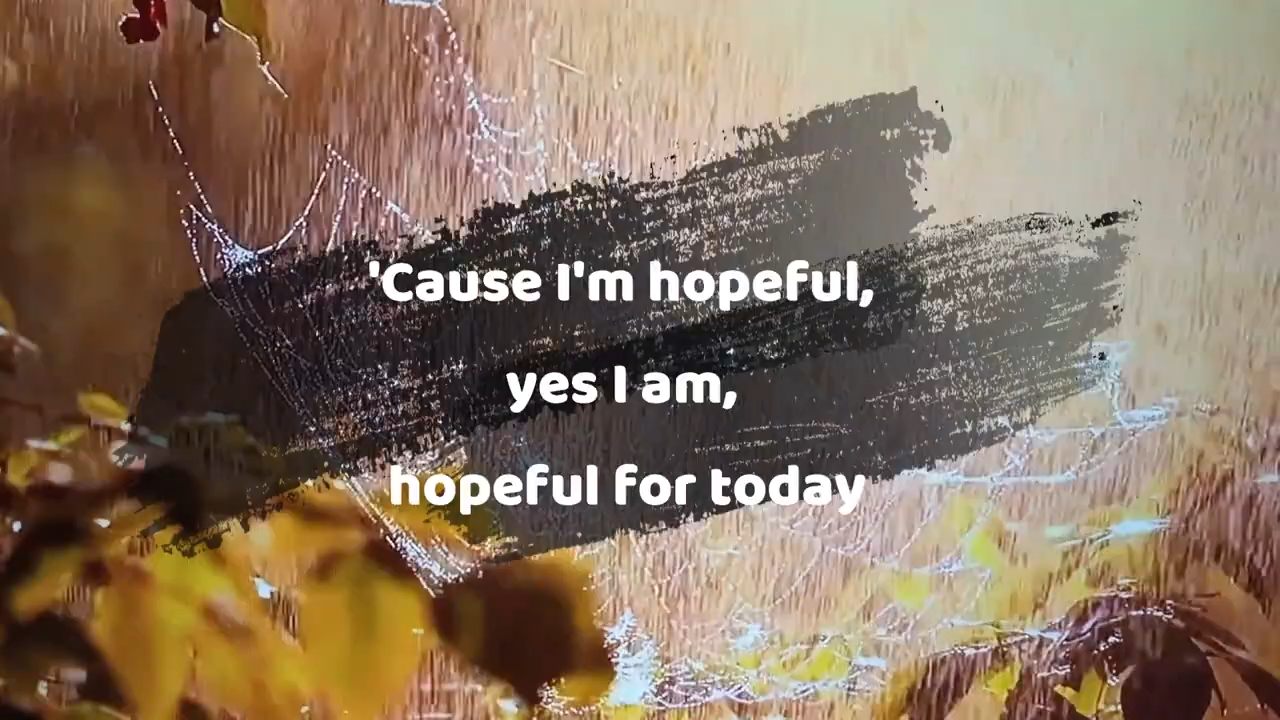 'Cause I'm hopeful,
yes I am,
hopeful for today